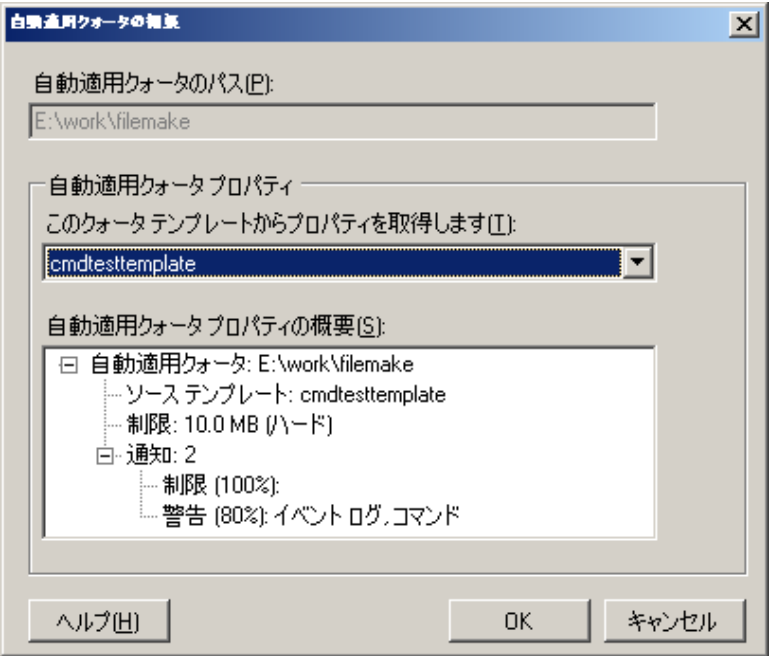 自動適用クォータの編集
自動適用クォータのパス(P):
E:\work\filemake
自動適用クォータ プロパティ
このクォータ テンプレートからプロパティを取得します(T):
cmdtesttemplate
自動適用クォータ プロパティの概要(S):
自動適用クォータ: E:\work\filemake
ソース テンプレート: cmdtesttemplate
制限: 10.0 MB (ハード)
通知: 2
制限 (100%):
警告 (80%): イベント ログ, コマンド
ヘルプ(H)
OK
キャンセル